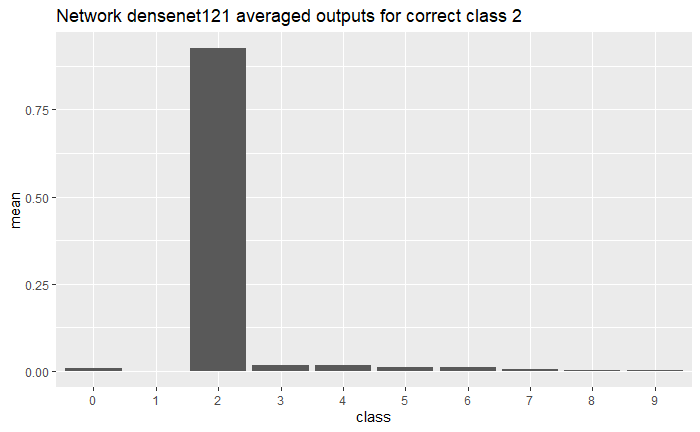 Network densenet121 averaged outputs for correct class 2
mean
0.75
0.50
0.25
0.00
0 1 2 3 4 5 6 7 8 9
class